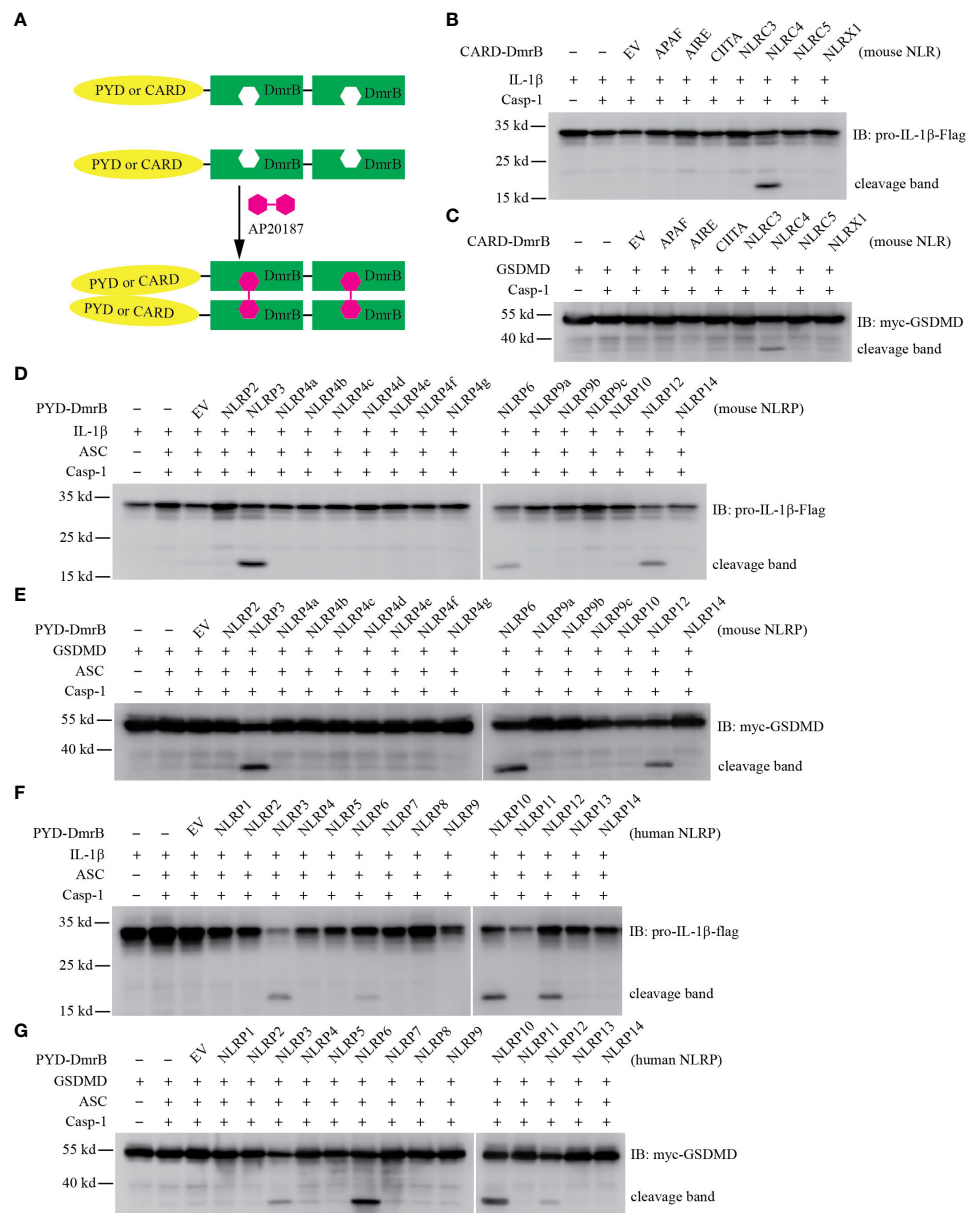 A
PYD or CARD DmrB DmrB
PYD or CARD DmrB DmrB
AP20187
PYD or CARD DmrB DmrB
PYD or CARD DmrB DmrB
B
CARD-DmrB – – EV APAF AIRE CIITA NLRC3 NLRC4 NLRC5 NLRX1 (mouse NLR)
IL-1β + + + + + + + + + +
Casp-1 – + + + + + + + + +
35 kd IB: pro-IL-1β-Flag
25 kd
cleavage band
15 kd
C
CARD-DmrB – – EV APAF AIRE CIITA NLRC3 NLRC4 NLRC5 NLRX1 (mouse NLR)
GSDMD + + + + + + + + + +
Casp-1 – + + + + + + + + +
55 kd IB: myc-GSDMD
40 kd cleavage band
D
PYD-DmrB – – EV NLRP2 NLRP3 NLRP4a NLRP4b NLRP4c NLRP4d NLRP4e NLRP4f NLRP4g NLRP6 NLRP9a NLRP9b NLRP9c NLRP10 NLRP12 NLRP14 (mouse NLRP)
IL-1β + + + + + + + + + + + + + + + + + + +
ASC – + + + + + + + + + + + + + + + + + +
Casp-1 – + + + + + + + + + + + + + + + + + +
35 kd IB: pro-IL-1β-Flag
25 kd
cleavage band
15 kd
E
PYD-DmrB – – EV NLRP2 NLRP3 NLRP4a NLRP4b NLRP4c NLRP4d NLRP4e NLRP4f NLRP4g NLRP6 NLRP9a NLRP9b NLRP9c NLRP10 NLRP12 NLRP14 (mouse NLRP)
GSDMD + + + + + + + + + + + + + + + + + + +
ASC – + + + + + + + + + + + + + + + + + +
Casp-1 – + + + + + + + + + + + + + + + + + +
55 kd IB: myc-GSDMD
40 kd
cleavage band
F
PYD-DmrB – – EV NLRP1 NLRP2 NLRP3 NLRP4 NLRP5 NLRP6 NLRP7 NLRP8 NLRP9 NLRP10 NLRP11 NLRP12 NLRP13 NLRP14 (human NLRP)
IL-1β + + + + + + + + + + + + + + + + +
ASC – + + + + + + + + + + + + + + + +
Casp-1 – + + + + + + + + + + + + + + + +
35 kd IB: pro-IL-1β-flag
25 kd
cleavage band
15 kd
G
PYD-DmrB – – EV NLRP1 NLRP2 NLRP3 NLRP4 NLRP5 NLRP6 NLRP7 NLRP8 NLRP9 NLRP10 NLRP11 NLRP12 NLRP13 NLRP14 (human NLRP)
GSDMD + + + + + + + + + + + + + + + + +
ASC – + + + + + + + + + + + + + + + +
Casp-1 – + + + + + + + + + + + + + + + +
55 kd IB: myc-GSDMD
40 kd
cleavage band